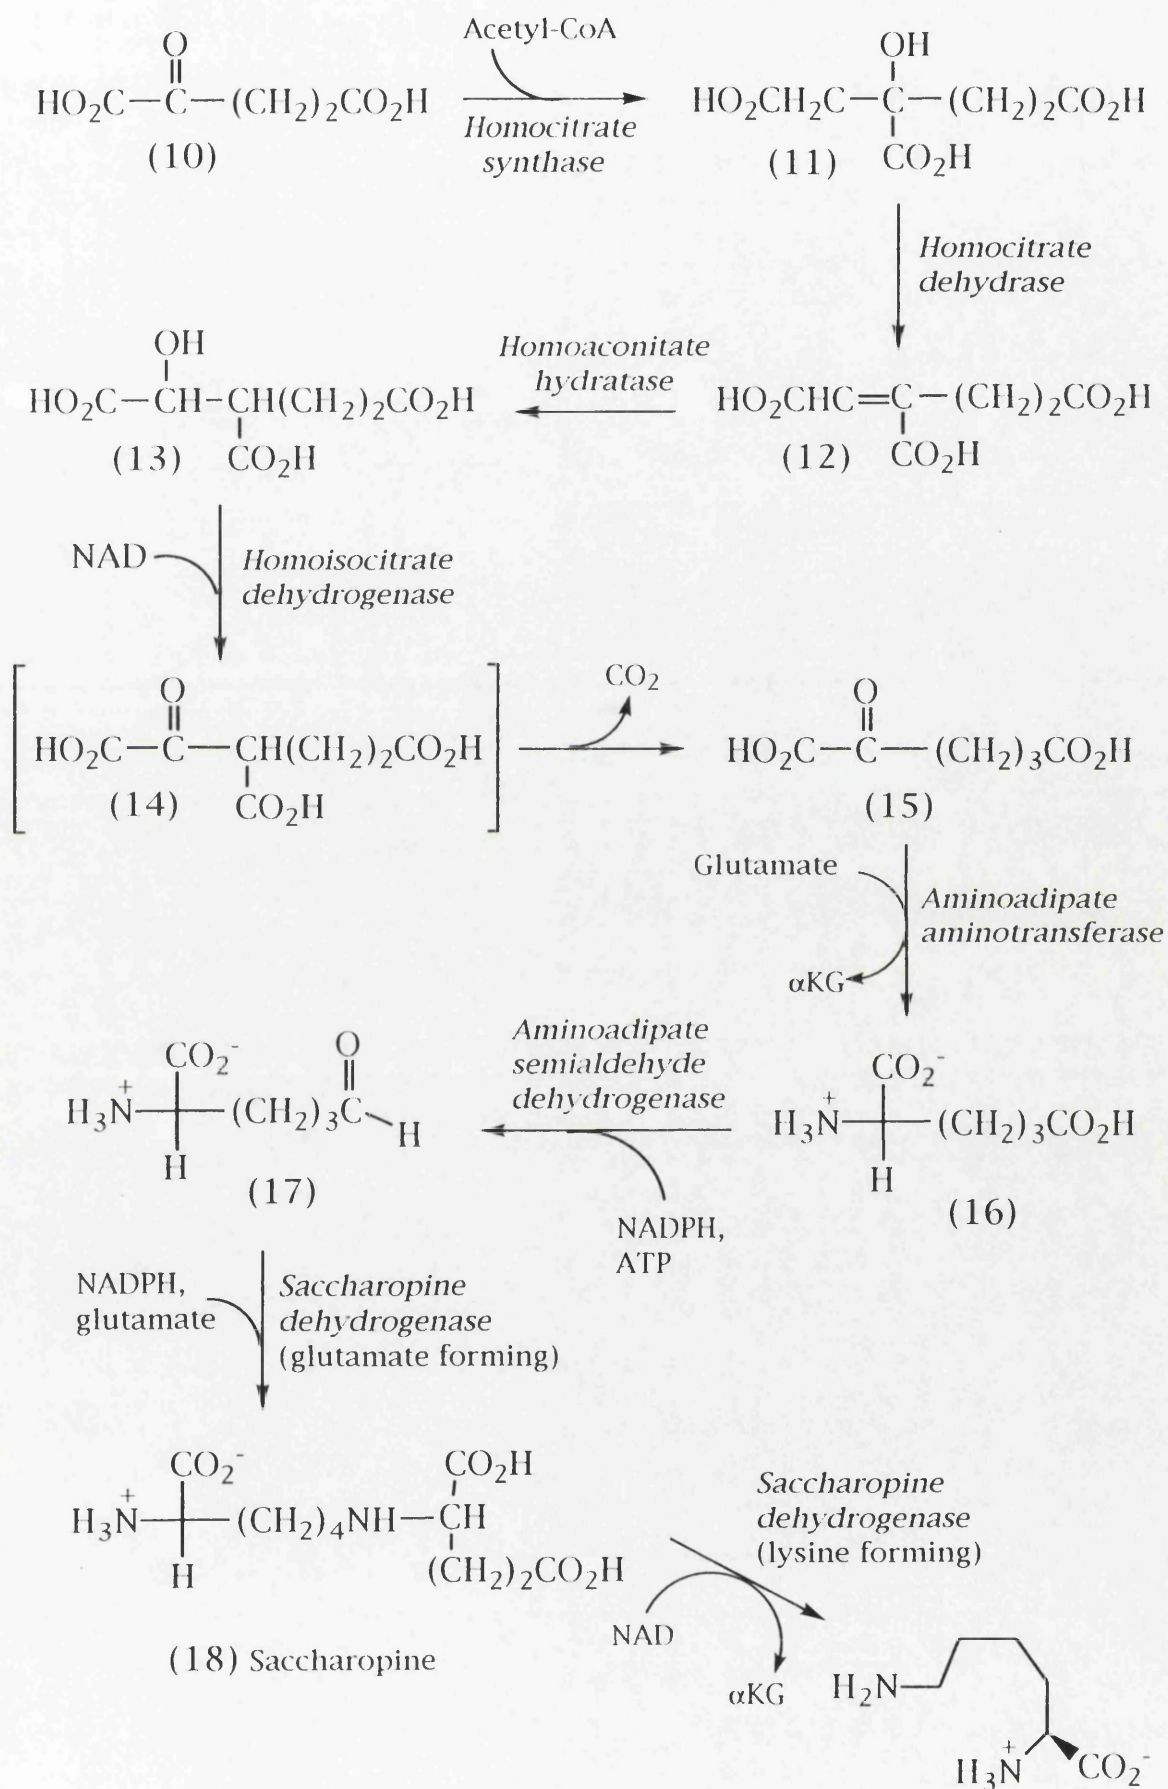 Acetyl-CoA
O
HO₂C—C—(CH₂)₂CO₂H
(10)
Homocitrate
synthase
OH
HO₂CH₂C—C—(CH₂)₂CO₂H
(11) CO₂H
Homocitrate
dehydrase
OH
HO₂C—CH-CH(CH₂)₂CO₂H
(13) CO₂H
Homoaconitate
hydratase
HO₂CHC=C—(CH₂)₂CO₂H
(12) CO₂H
NAD
Homoisocitrate
dehydrogenase
O
HO₂C—C—CH(CH₂)₂CO₂H
(14) CO₂H
CO₂
O
HO₂C—C—(CH₂)₃CO₂H
(15)
Glutamate
Aminoadipate
aminotransferase
αKG
CO₂⁻ O
H₃N⁺—(CH₂)₃C H
H
(17)
Aminoadipate
semialdehyde
dehydrogenase
NADPH,
ATP
CO₂⁻
H₃N⁺—(CH₂)₃CO₂H
H
(16)
NADPH,
glutamate
Saccharopine
dehydrogenase
(glutamate forming)
CO₂⁻ CO₂H
H₃N⁺—(CH₂)₄NH—CH
H (CH₂)₂CO₂H
(18) Saccharopine
Saccharopine
dehydrogenase
(lysine forming)
NAD
αKG
H₂N
H₃N⁺ CO₂⁻